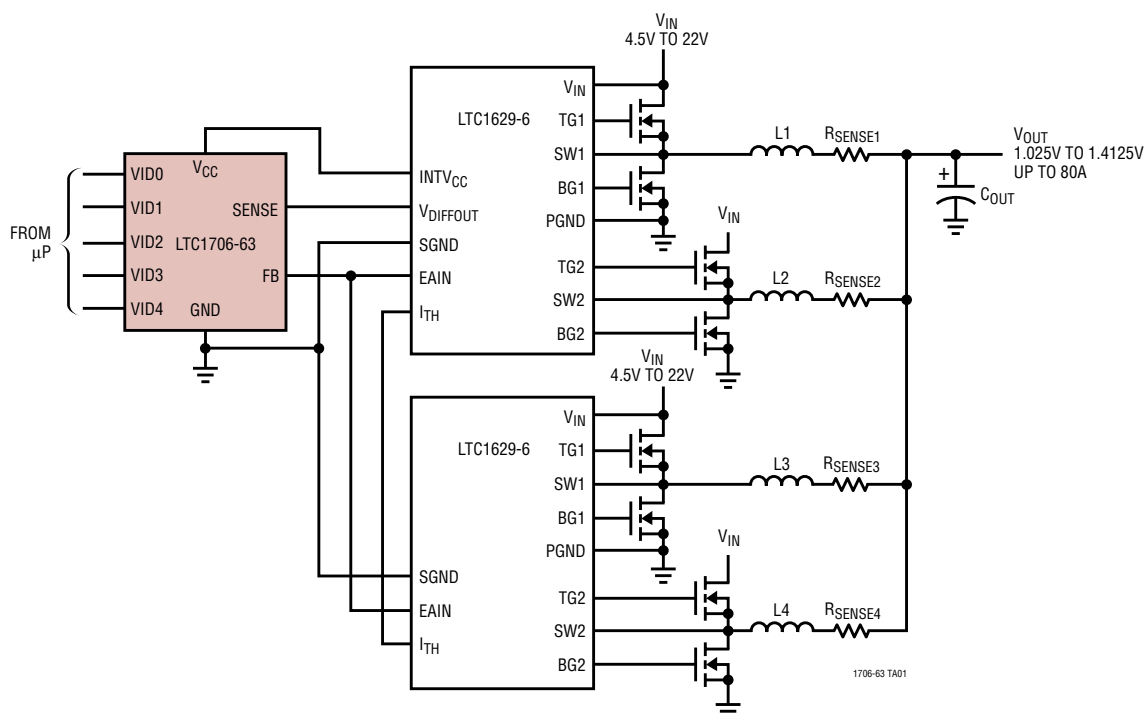 FROM
µP
VID0
VID1
VID2
VID3
VID4
VCC
SENSE
LTC1706-63
FB
GND
LTC1629-6
INTVCC
VDIFFOUT
SGND
EAIN
ITH
VIN
TG1
SW1
BG1
PGND
TG2
SW2
BG2
VIN
4.5V TO 22V
VIN
L1
RSENSE1
L2
RSENSE2
VOUT
1.025V TO 1.4125V
UP TO 80A
+
COUT
LTC1629-6
SGND
EAIN
ITH
VIN
TG1
SW1
BG1
PGND
TG2
SW2
BG2
VIN
4.5V TO 22V
VIN
L3
RSENSE3
L4
RSENSE4
1706-63 TA01